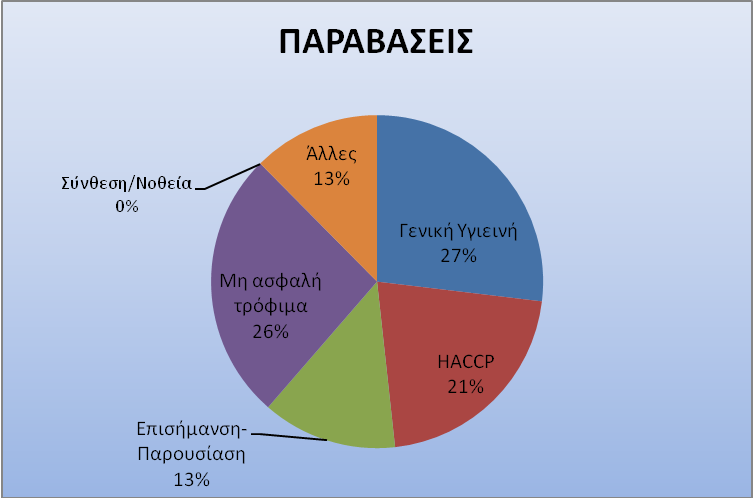 ΠΑΡΑΒΑΣΕΙΣ
Άλλες
13%
Σύνθεση/Νοθεία
0%
Γενική Υγιεινή
27%
Μη ασφαλή
τρόφιμα
26%
HACCP
21%
Επισήμανση-
Παρουσίαση
13%